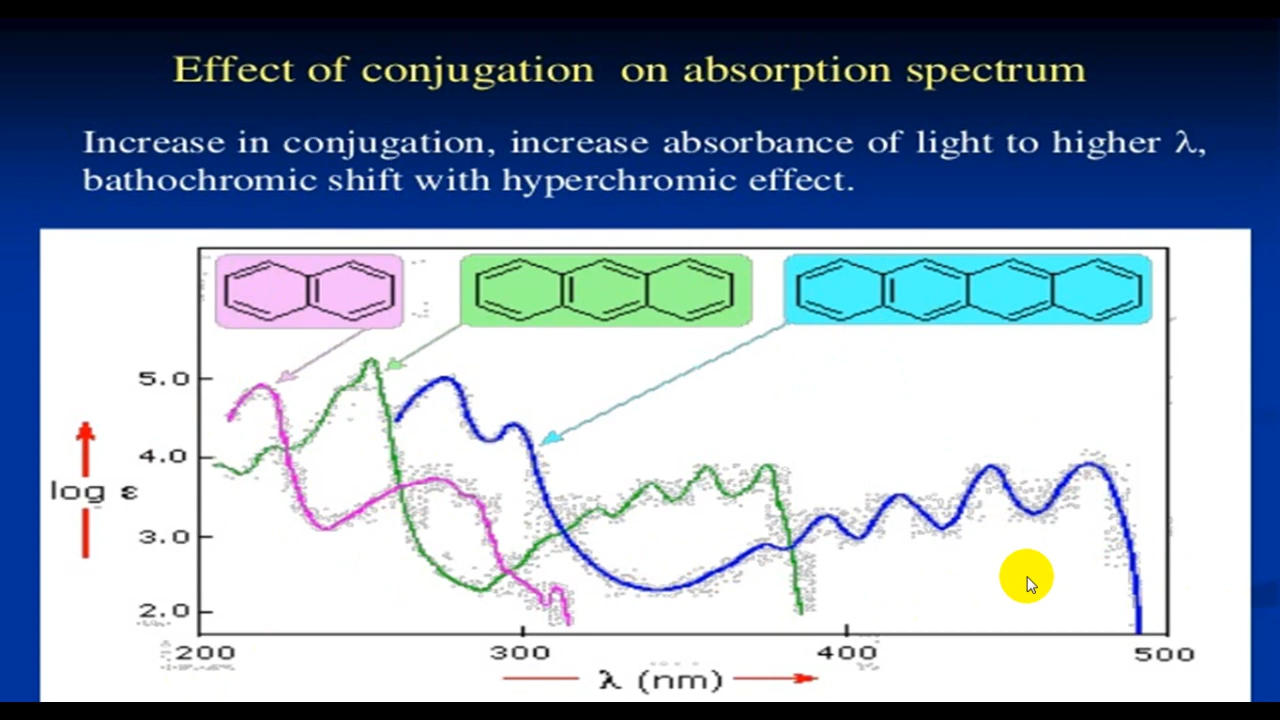 Effect of conjugation on absorption spectrum
Increase in conjugation, increase absorbance of light to higher λ,
bathochromic shift with hyperchromic effect.
5.0
4.0
log ε
3.0
2.0
200 300 400 500
λ (nm)